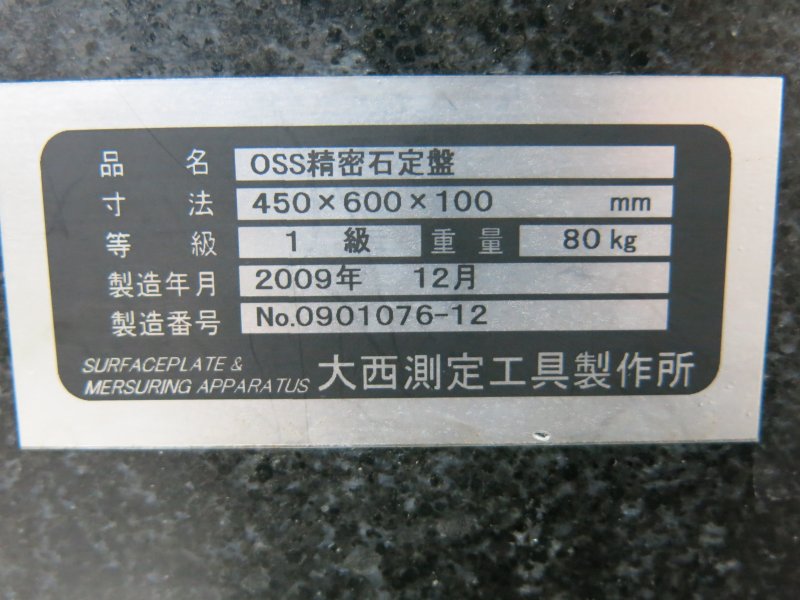 品名 OSS精密石定盤
寸法 450×600×100 mm
等級 1級 重量 80kg
製造年月 2009年 12月
製造番号 No.0901076-12
SURFACEPLATE &
MERSURING APPARATUS 大西測定工具製作所